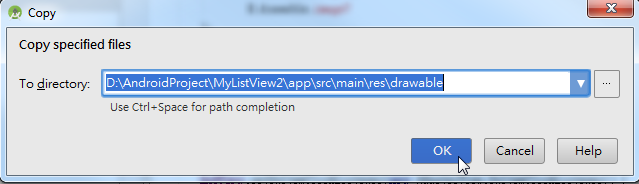 Copy
Copy specified files
To directory: D:\AndroidProject\MyListView2\app\src\main\res\drawable ...
Use Ctrl+Space for path completion
OK Cancel Help